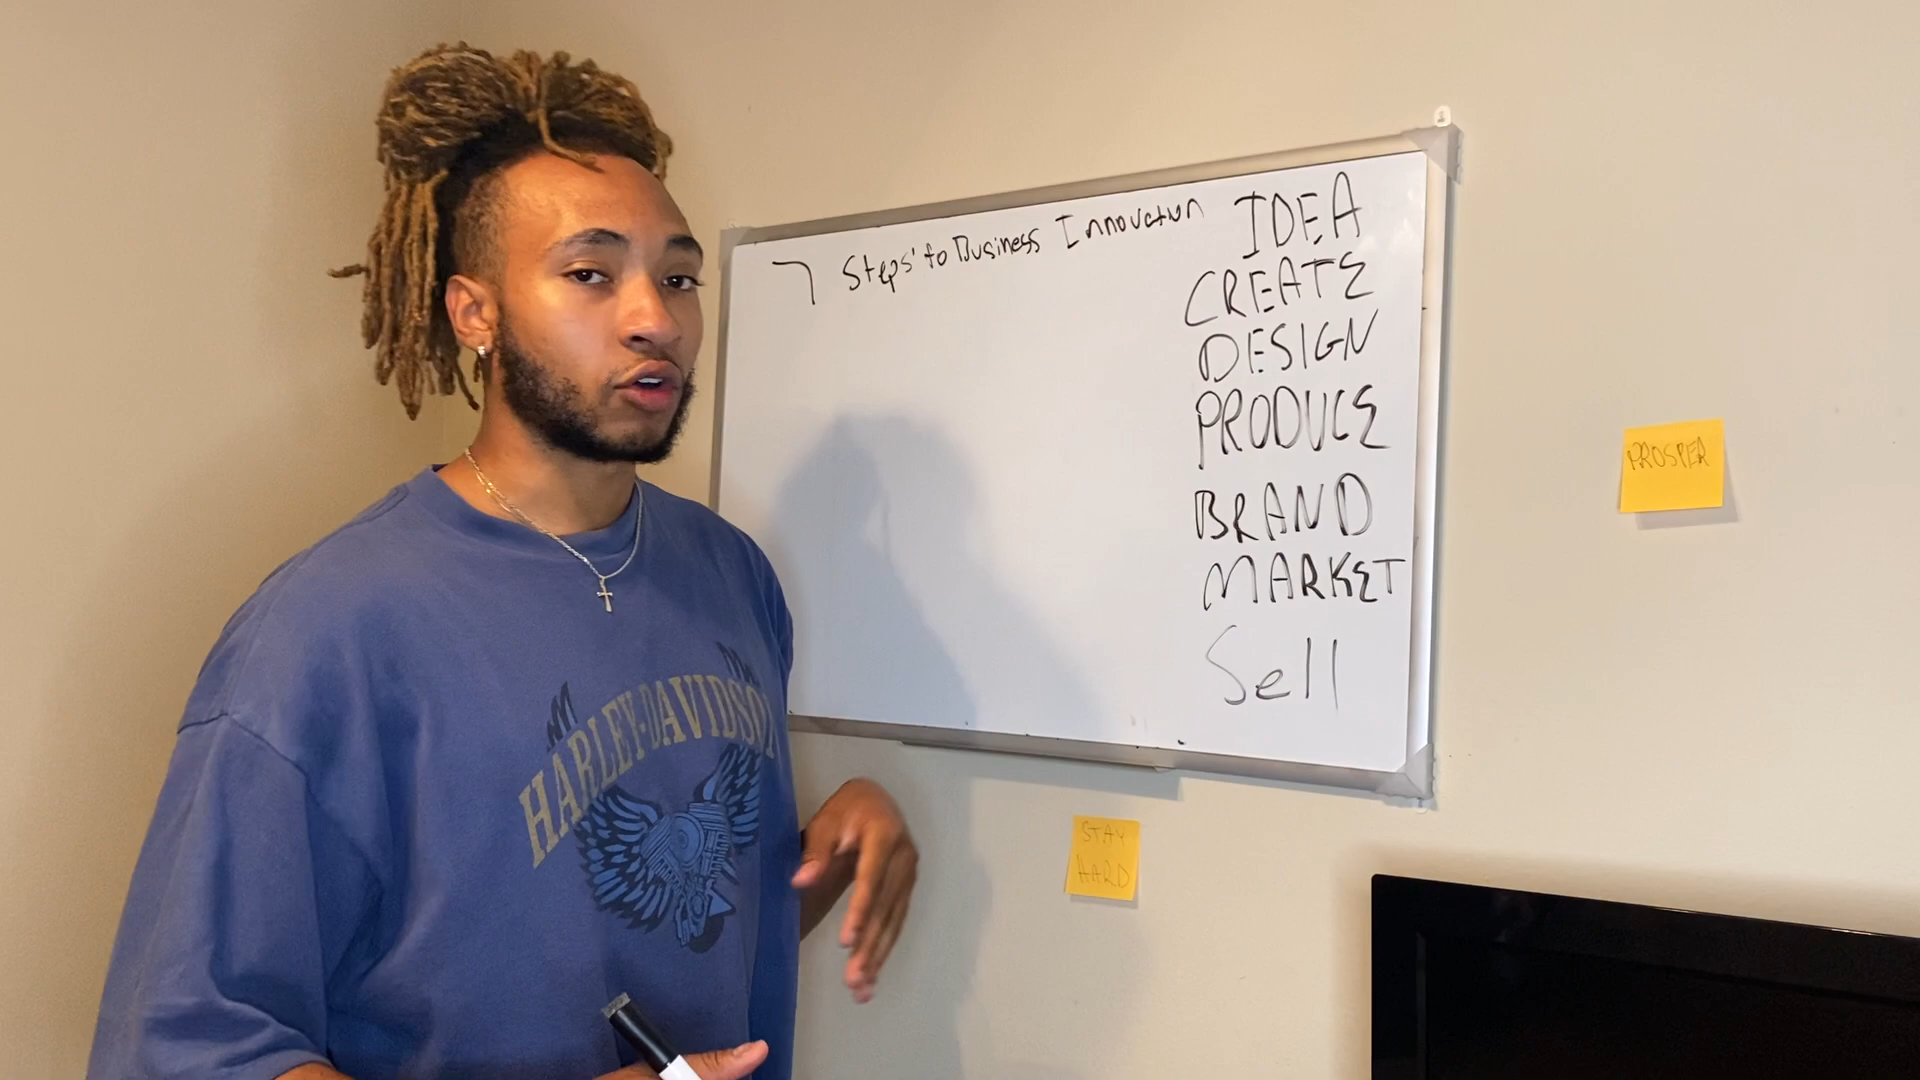 7 Steps to Business Innovation
IDEA
CREATE
DESIGN
PRODUCE
BRAND
MARKET
Sell
PROSPER
STAY
HARD
HARLEY-DAVIDSON